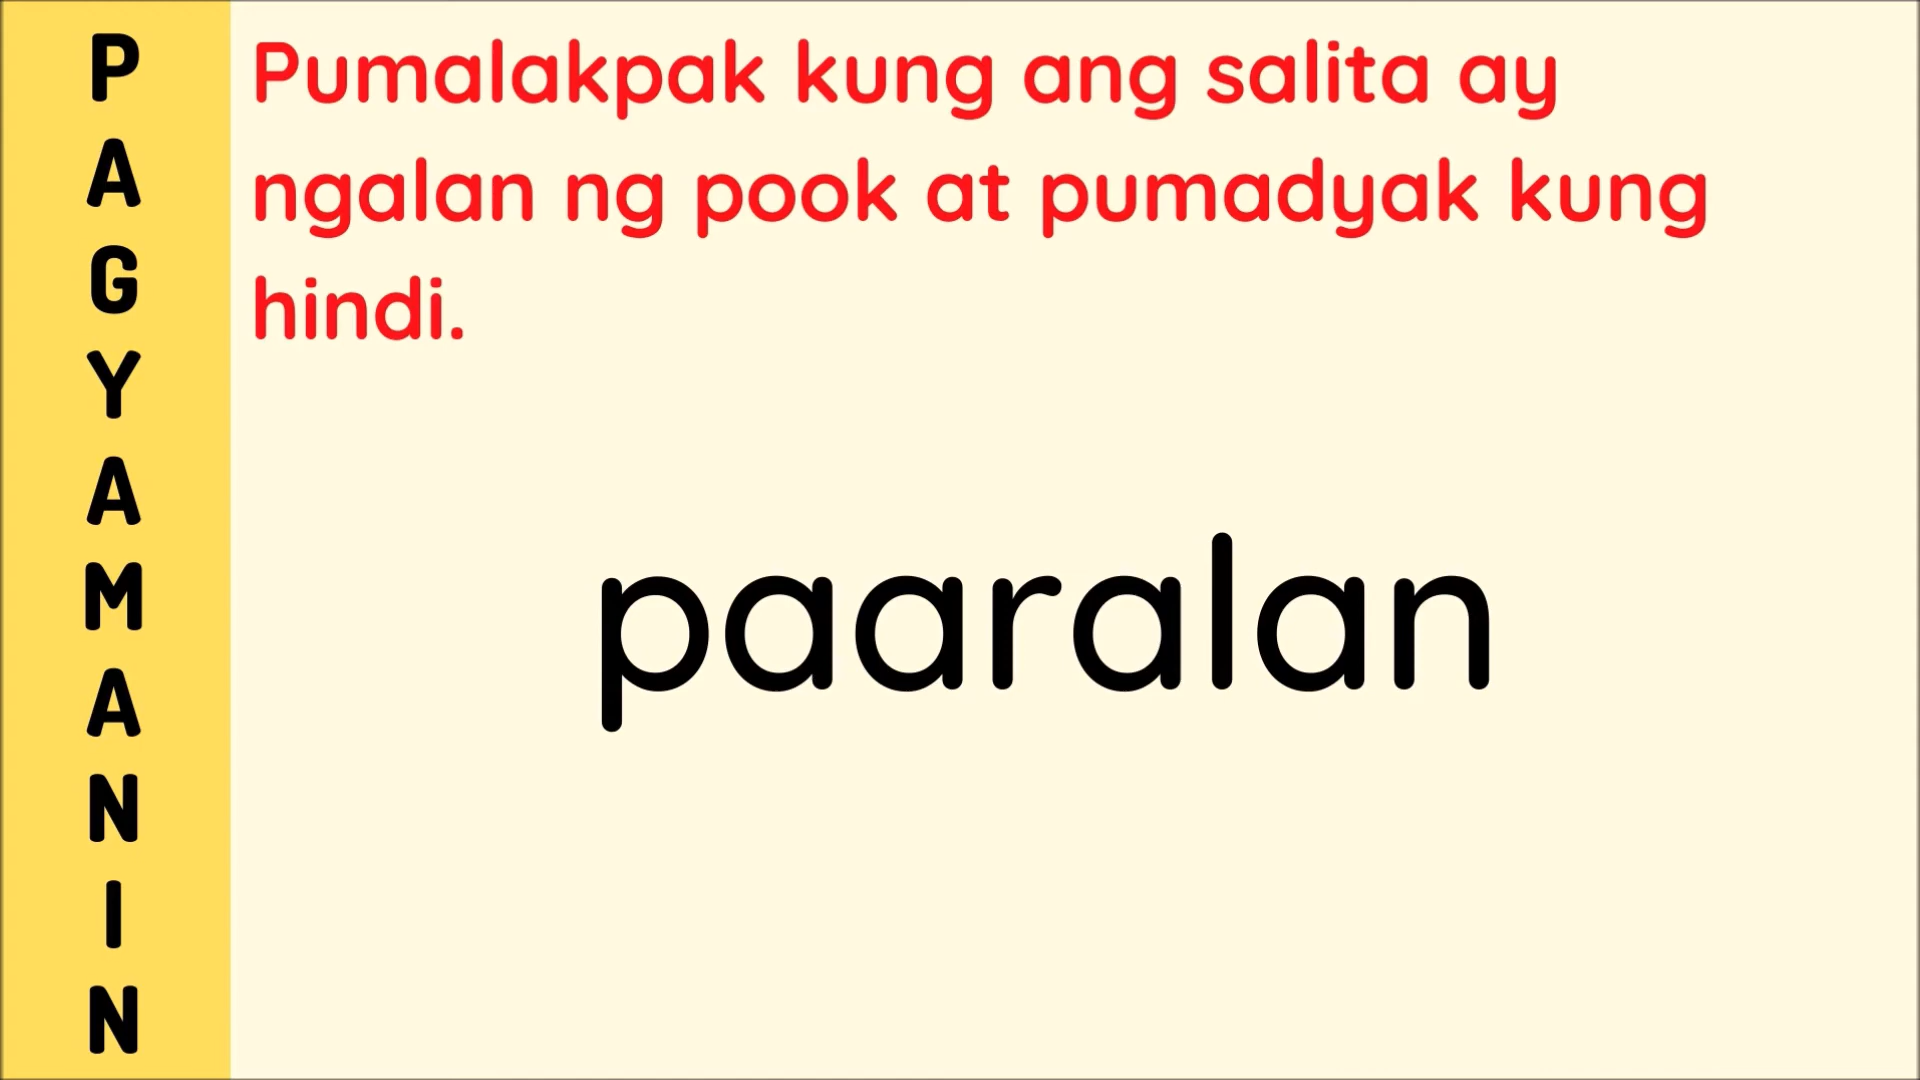 PAGYAMANIN
Pumalakpak kung ang salita ay
ngalan ng pook at pumadyak kung
hindi.
paaralan